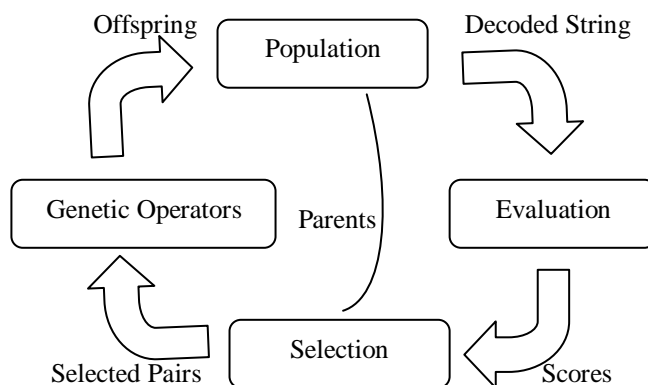 Offspring
Decoded String
Population
Genetic Operators
Parents
Evaluation
Selection
Selected Pairs
Scores